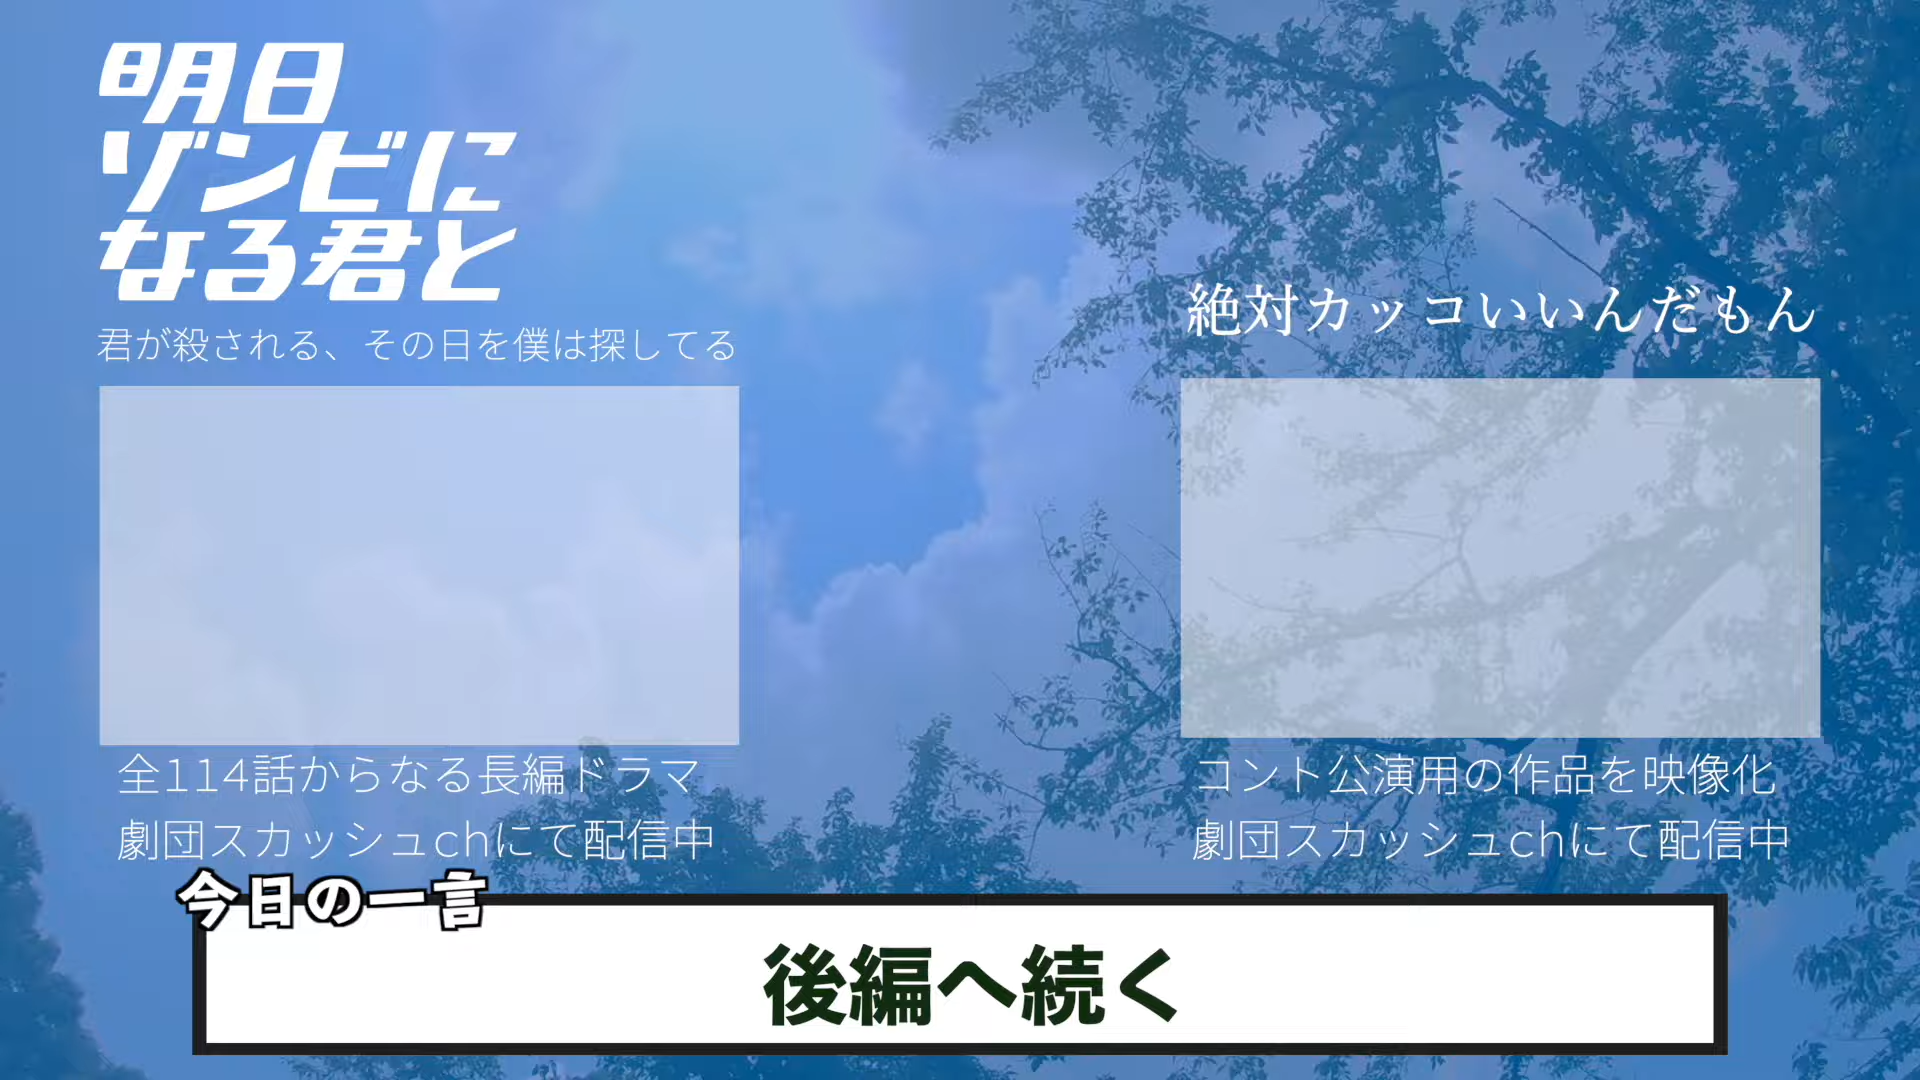 明日
ゾンビに
なる君と
君が殺される、その日を僕は探してる
全114話からなる長編ドラマ
劇団スカッシュchにて配信中
絶対カッコいいんだもん
コント公演用の作品を映像化
劇団スカッシュchにて配信中
今日の一言
後編へ続く